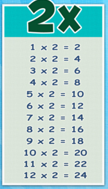 2x
1 x 2 = 2
2 x 2 = 4
3 x 2 = 6
4 x 2 = 8
5 x 2 = 10
6 x 2 = 12
7 x 2 = 14
8 x 2 = 16
9 x 2 = 18
10 x 2 = 20
11 x 2 = 22
12 x 2 = 24